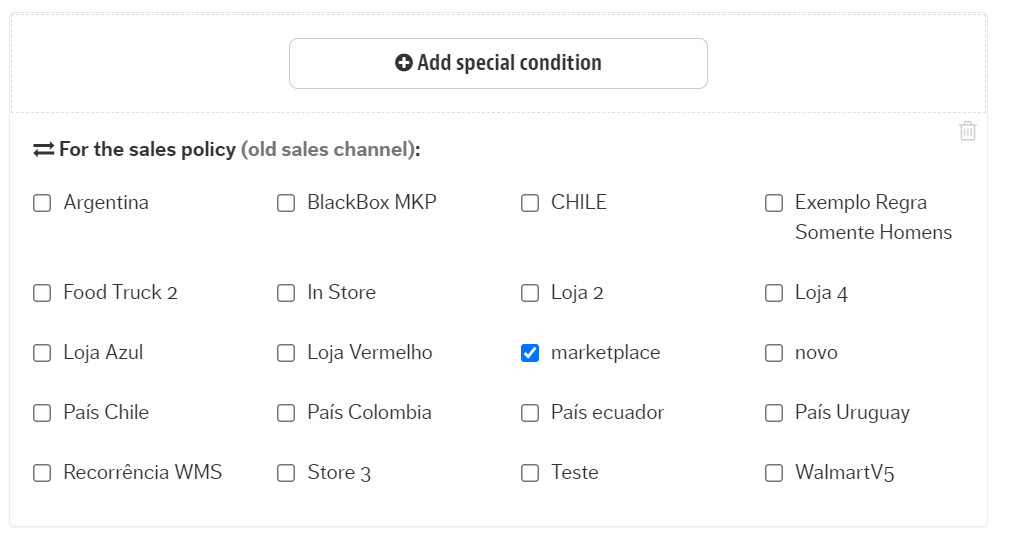 Add special condition
For the sales policy (old sales channel):
Argentina
BlackBox MKP
CHILE
Exemplo Regra
Somente Homens
Food Truck 2
In Store
Loja 2
Loja 4
Loja Azul
Loja Vermelho
marketplace
novo
País Chile
País Colombia
País ecuador
País Uruguay
Recorrência WMS
Store 3
Teste
WalmartV5